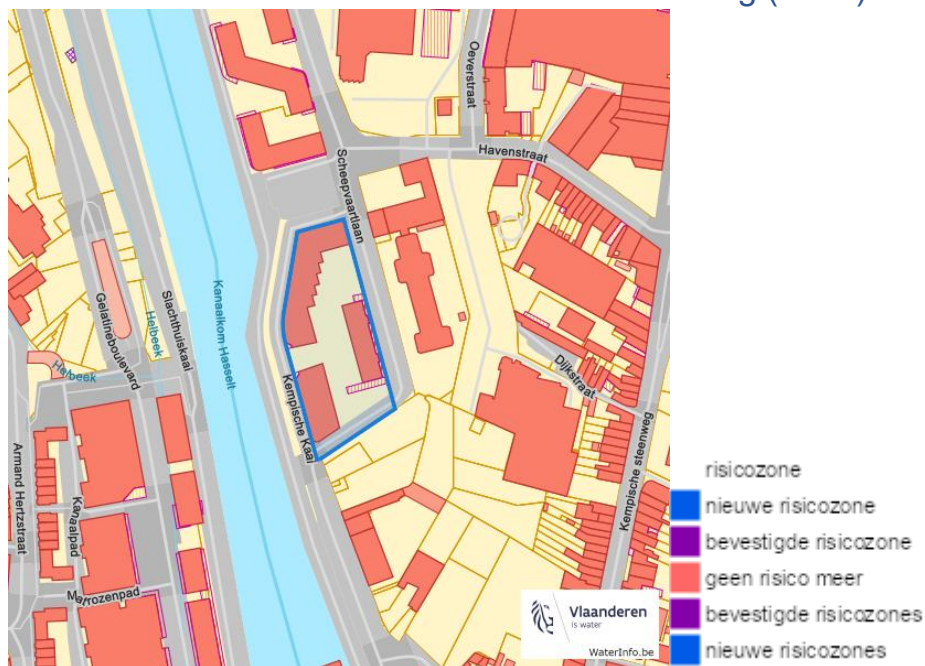 Oeverstraat
Havenstraat
Scheepvaartlaan
Gelatineboulevard
Slachthuiskaai
Helbeek
Helbeek
Kanaalkom Hasselt
Kempische Kaai
Dijkstraat
Kempische steenweg
Armand Hertzstraat
Kanaalpad
Matrozenpad
Vlaanderen
is water
WaterInfo.be
risicozone
nieuwe risicozone
bevestigde risicozone
geen risico meer
bevestigde risicozones
nieuwe risicozones